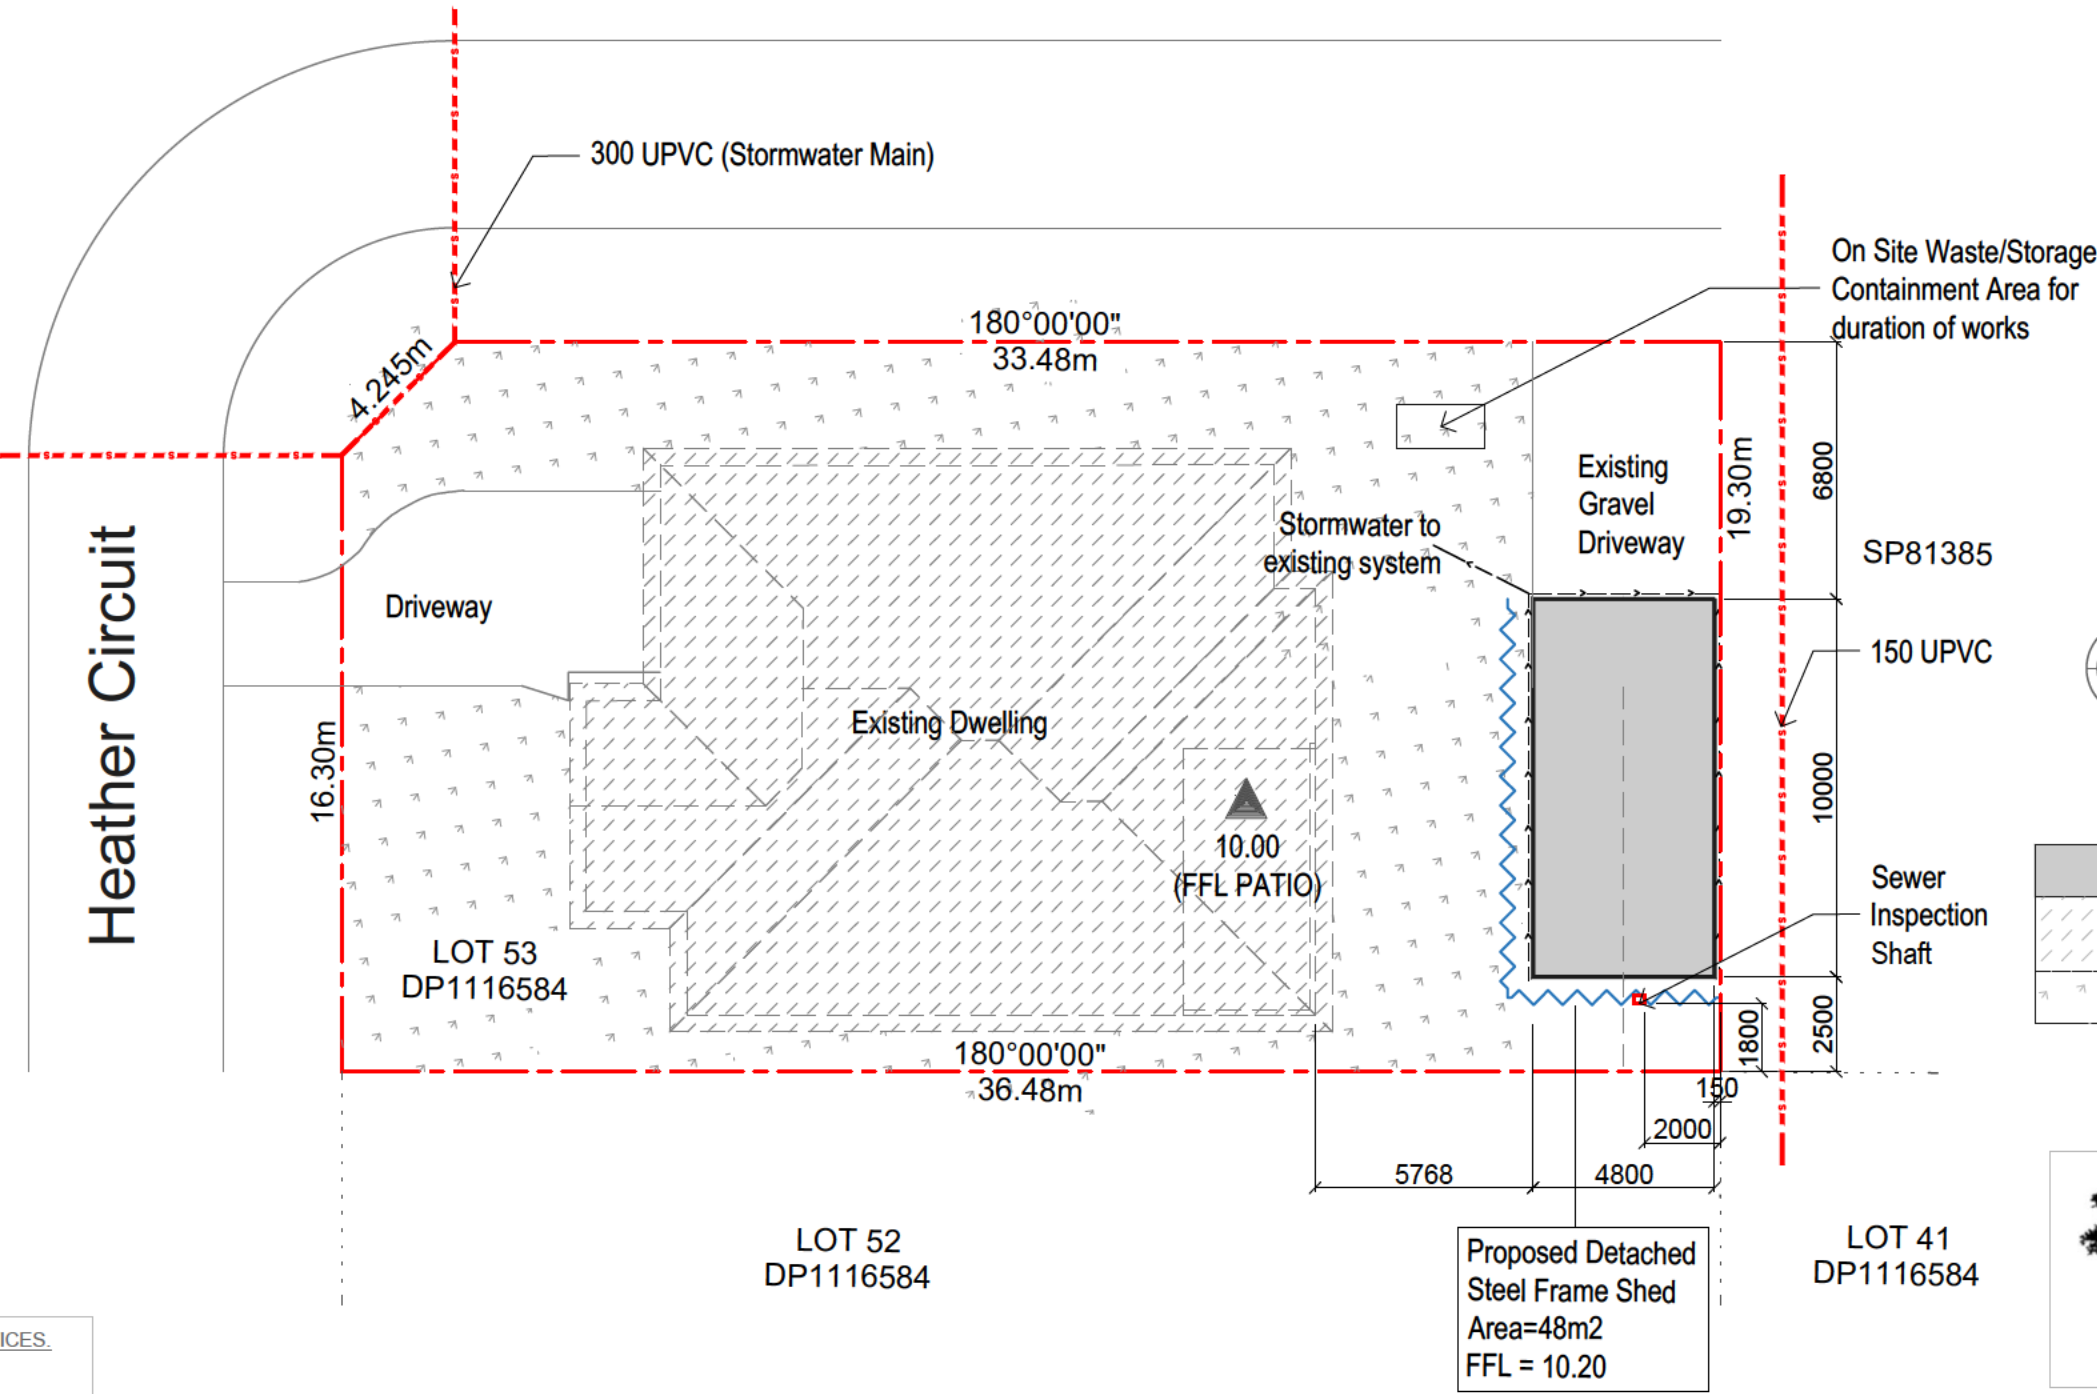 300 UPVC (Stormwater Main)
On Site Waste/Storage
Containment Area for
duration of works
180°00'00"
33.48m
4.245m
19.30m
6800
Existing
Gravel
Driveway
Stormwater to
existing system
SP81385
Heather Circuit
Driveway
150 UPVC
16.30m
Existing Dwelling
10000
10.00
(FFL PATIO)
Sewer
Inspection
Shaft
LOT 53
DP1116584
1800
2500
180°00'00"
36.48m
150
2000
5768
4800
LOT 52
DP1116584
Proposed Detached
Steel Frame Shed
Area=48m2
FFL = 10.20
LOT 41
DP1116584
ICES.